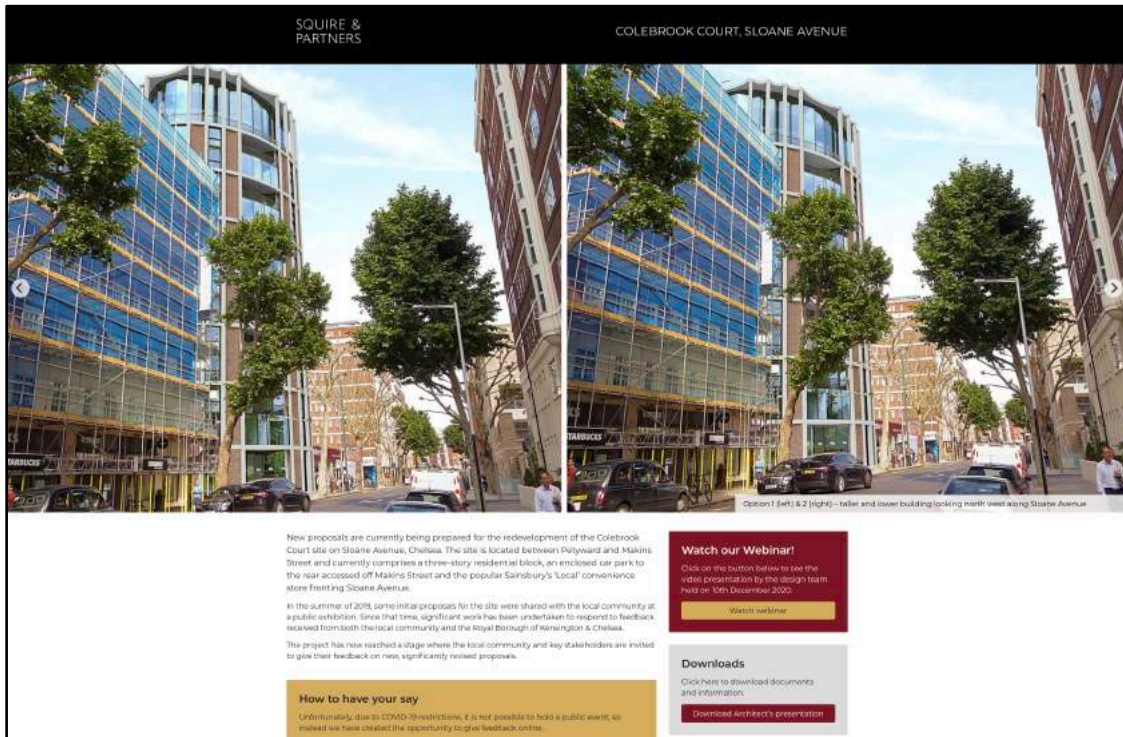 SQUIRE &
PARTNERS
COLEBROOK COURT, SLOANE AVENUE
STARBUCKS
Option 1 (left) & 2 (right) – taller and lower building looking north west along Sloane Avenue
New proposals are currently being prepared for the redevelopment of the Colebrook
Court site on Sloane Avenue, Chelsea. The site is located between Petyward and Makins
Street and currently comprises a three-story residential block, an enclosed car park to
the rear accessed off Makins Street and the popular Sainsbury's 'Local' convenience
store fronting Sloane Avenue.
In the summer of 2019, some initial proposals for the site were shared with the local community at
a public exhibition. Since that time, significant work has been undertaken to respond to feedback
received from both the local community and the Royal Borough of Kensington & Chelsea.
The project has now reached a stage where the local community and key stakeholders are invited
to give their feedback on new, significantly revised proposals.
How to have your say
Unfortunately, due to COVID-19 restrictions, it is not possible to hold a public event, so
instead we have created the opportunity to give feedback online.
Watch our Webinar!
Click on the button below to see the
video presentation by the design team
held on 10th December 2020.
Watch webinar
Downloads
Click here to download documents
and information.
Download Architect's presentation